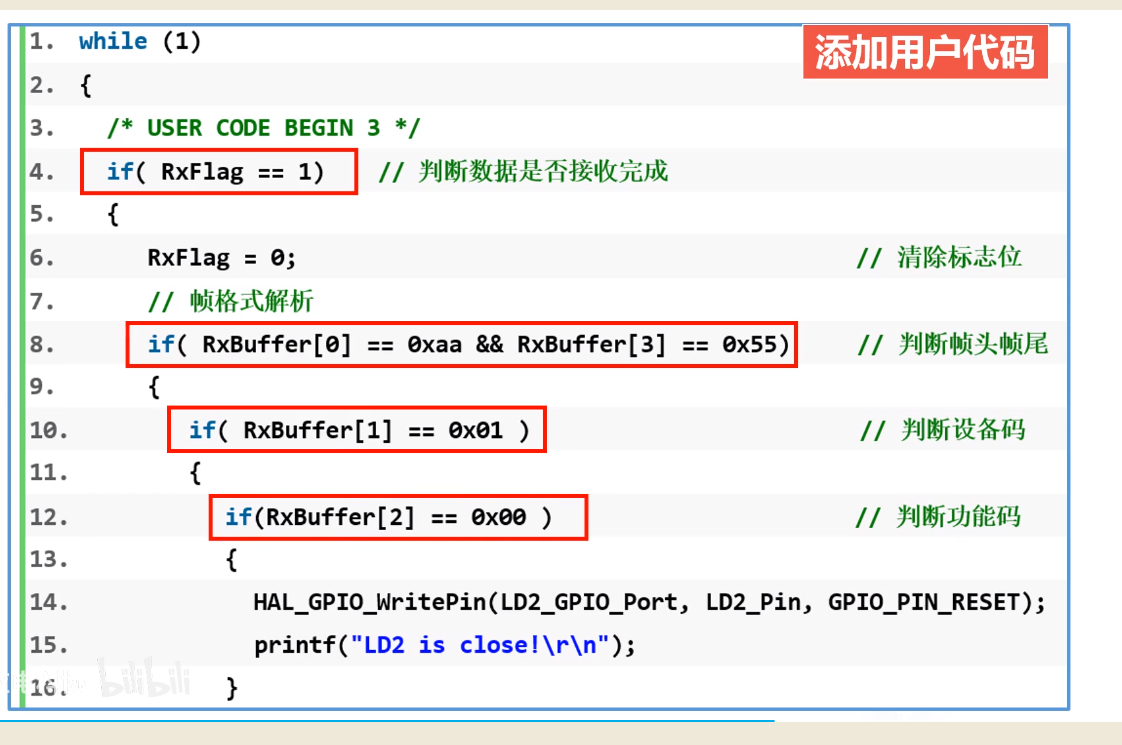 添加用户代码
1. while (1)
2. {
3. /* USER CODE BEGIN 3 */
4. if( RxFlag == 1) // 判断数据是否接收完成
5. {
6. RxFlag = 0; // 清除标志位
7. // 帧格式解析
8. if( RxBuffer[0] == 0xaa && RxBuffer[3] == 0x55) // 判断帧头帧尾
9. {
10. if( RxBuffer[1] == 0x01 ) // 判断设备码
11. {
12. if(RxBuffer[2] == 0x00 ) // 判断功能码
13. {
14. HAL_GPIO_WritePin(LD2_GPIO_Port, LD2_Pin, GPIO_PIN_RESET);
15. printf("LD2 is close!\r\n");
16. }
bilibili